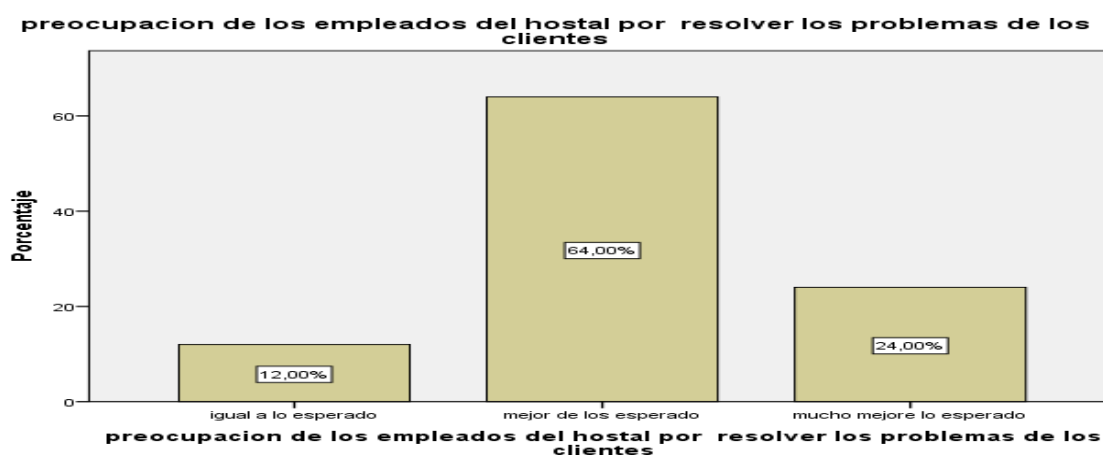 preocupacion de los empleados del hostal por resolver los problemas de los
clientes
Porcentaje
60
40
20
0
64,00%
24,00%
12,00%
igual a lo esperado
mejor de los esperado
mucho mejore lo esperado
preocupacion de los empleados del hostal por resolver los problemas de los
clientes